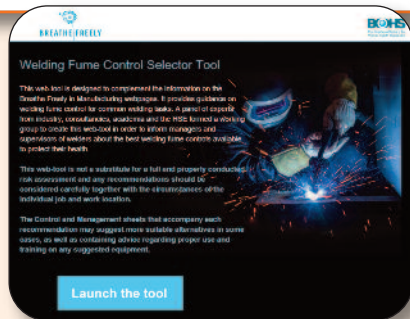 BREATHE FREELY
BOHS
Welding Fume Control Selector Tool
This web-tool is designed to complement the information on the
Breathe Freely in Manufacturing webpages. It provides guidance on
welding fume control for common welding tasks. A panel of experts
from industry, consultancies, academia and the HSE formed a working
group to create this web-tool in order to inform managers and
supervisors of welders about the best welding fume controls available
to protect their health.
This web-tool is not a substitute for a full and properly conducted
risk assessment and any recommendations should be
considered carefully together with the circumstances of the
individual job and work location.
The Control and Management sheets that accompany each
recommendation may suggest more suitable alternatives in some
cases, as well as containing advice regarding proper use and
training on any suggested equipment.
Launch the tool